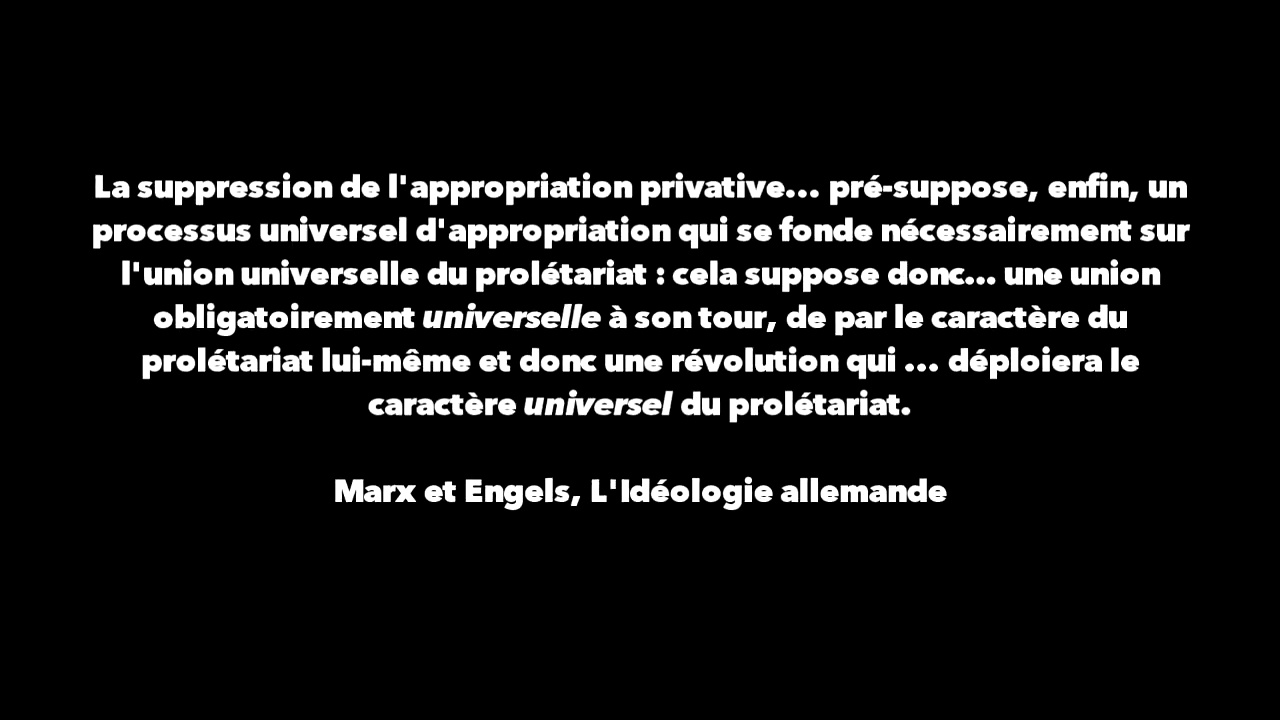 La suppression de l'appropriation privative... pré-suppose, enfin, un
processus universel d'appropriation qui se fonde nécessairement sur
l'union universelle du prolétariat : cela suppose donc... une union
obligatoirement universelle à son tour, de par le caractère du
prolétariat lui-même et donc une révolution qui ... déploiera le
caractère universel du prolétariat.
Marx et Engels, L'Idéologie allemande